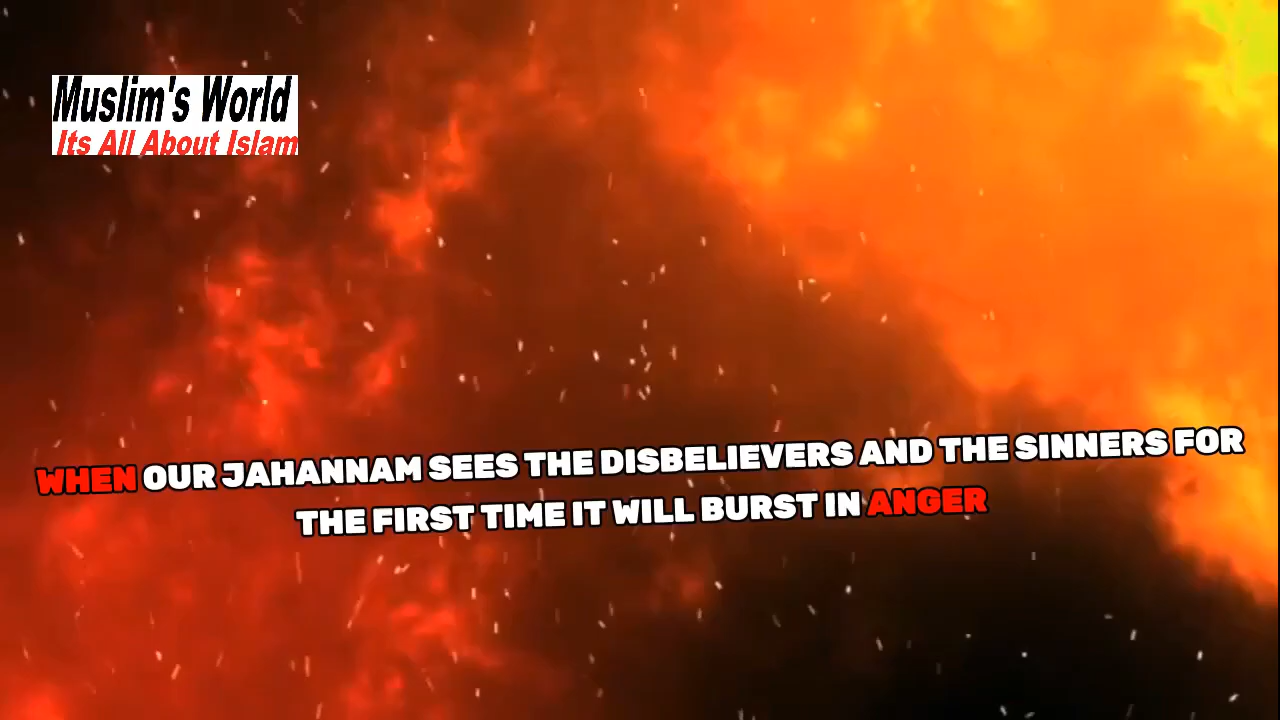 Muslim's World
Its All About Islam
WHEN OUR JAHANNAM SEES THE DISBELIEVERS AND THE SINNERS FOR
THE FIRST TIME IT WILL BURST IN ANGER